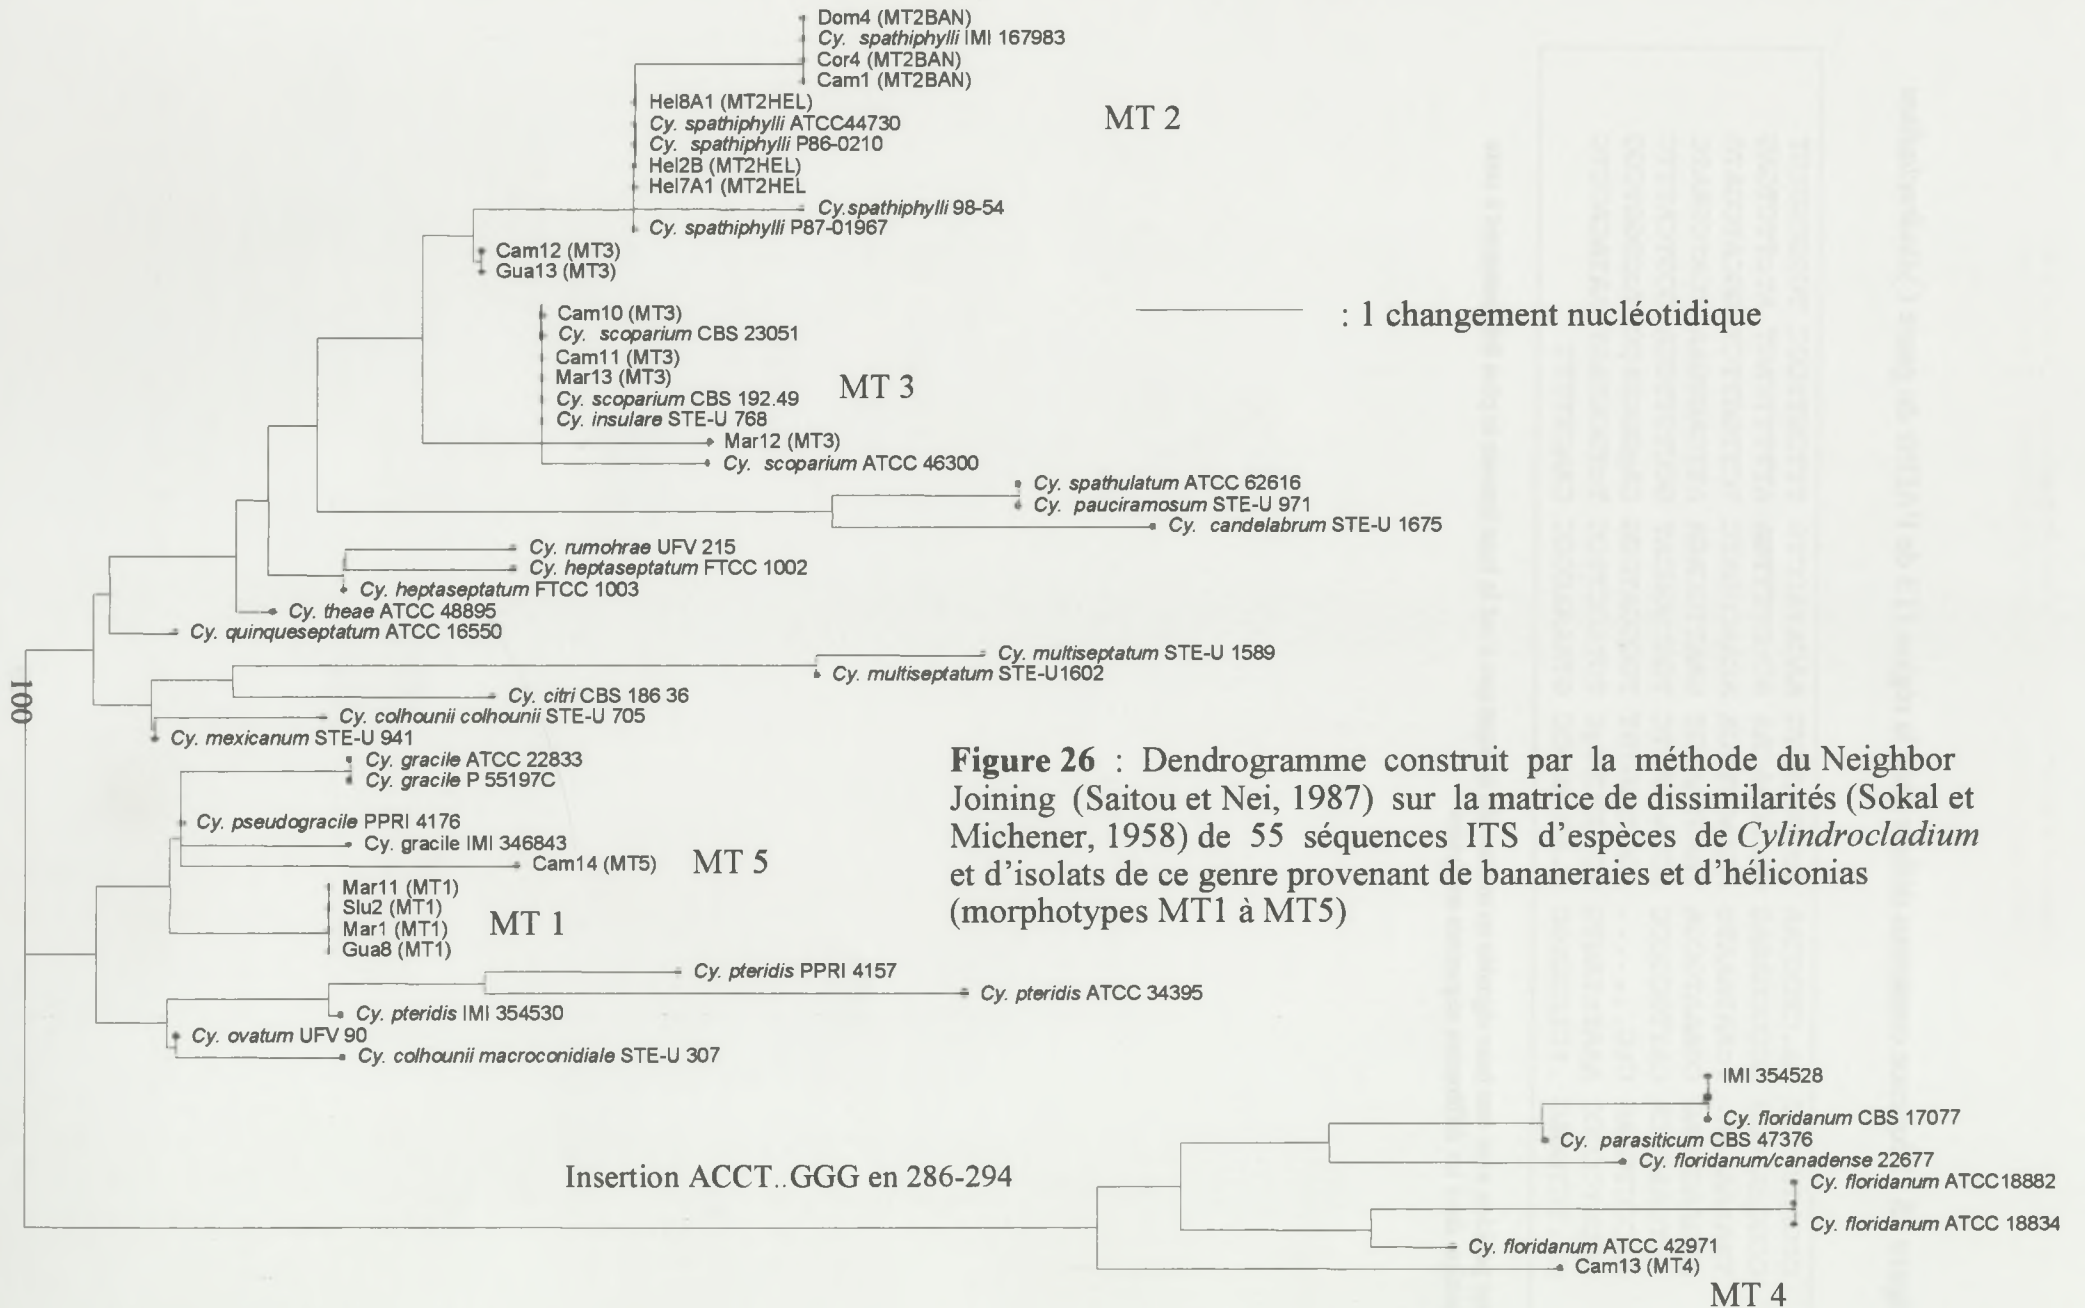 Dom4 (MT2BAN)
Cy. spathiphylli IMI 167983
Cor4 (MT2BAN)
Cam1 (MT2BAN)
Hel8A1 (MT2HEL)
MT 2
Cy. spathiphylli ATCC44730
Cy. spathiphylli P86-0210
Hel2B (MT2HEL)
Hel7A1 (MT2HEL
Cy.spathiphylli 98-54
Cy. spathiphylli P87-01967
Cam12 (MT3)
Gua13 (MT3)
: 1 changement nucléotidique
Cam10 (MT3)
Cy. scoparium CBS 23051
Cam11 (MT3)
Mar13 (MT3)
MT 3
Cy. scoparium CBS 192.49
Cy. insulare STE-U 768
Mar12 (MT3)
Cy. scoparium ATCC 46300
Cy. spathulatum ATCC 62616
Cy. pauciramosum STE-U 971
Cy. candelabrum STE-U 1675
Cy. rumohrae UFV 215
Cy. heptaseptatum FTCC 1002
Cy. heptaseptatum FTCC 1003
Cy. theae ATCC 48895
Cy. quinqueseptatum ATCC 16550
Cy. multiseptatum STE-U 1589
Cy. multiseptatum STE-U1602
Cy. citri CBS 186 36
100
Cy. colhounii colhounii STE-U 705
Cy. mexicanum STE-U 941
Cy. gracile ATCC 22833
Cy. gracile P 55197C
Cy. pseudogracile PPRI 4176
Cy. gracile IMI 346843
Cam14 (MT5)
MT 5
Mar11 (MT1)
Slu2 (MT1)
Mar1 (MT1)
MT 1
Gua8 (MT1)
Figure 26 : Dendrogramme construit par la méthode du Neighbor
Joining (Saitou et Nei, 1987) sur la matrice de dissimilarités (Sokal et
Michener, 1958) de 55 séquences ITS d'espèces de Cylindrocladium
et d'isolats de ce genre provenant de bananeraies et d'héliconias
(morphotypes MT1 à MT5)
Cy. pteridis PPRI 4157
Cy. pteridis ATCC 34395
Cy. pteridis IMI 354530
Cy. ovatum UFV 90
Cy. colhounii macroconidiale STE-U 307
IMI 354528
Cy. floridanum CBS 17077
Cy. parasiticum CBS 47376
Cy. floridanum/canadense 22677
Insertion ACCT..GGG en 286-294
Cy. floridanum ATCC18882
Cy. floridanum ATCC 18834
Cy. floridanum ATCC 42971
Cam13 (MT4)
MT 4